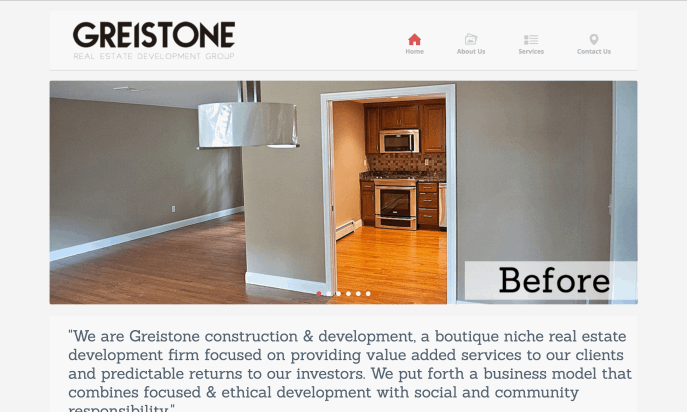 GREISTONE
REAL ESTATE DEVELOPMENT GROUP
Home About Us Services Contact Us
Before
"We are Greistone construction & development, a boutique niche real estate
development firm focused on providing value added services to our clients
and predictable returns to our investors. We put forth a business model that
combines focused & ethical development with social and community
responsibility."